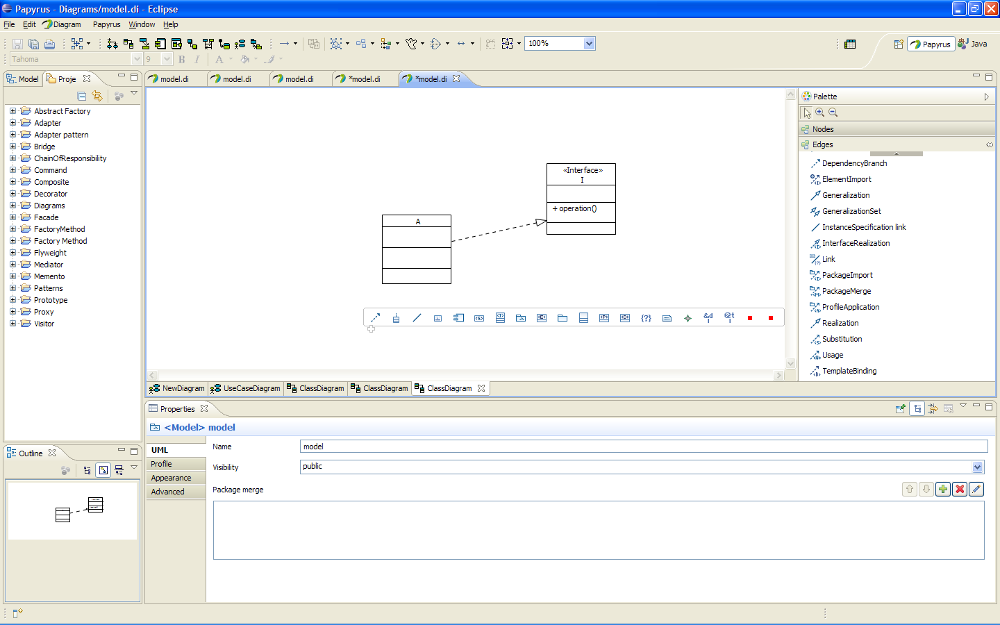 Papyrus - Diagrams/model.di - Eclipse
File Edit Diagram Papyrus Window Help
100%
Papyrus Java
Tahoma 9 B I A
Model Proje
model.di model.di model.di *model.di *model.di
Abstract Factory
Adapter
Adapter pattern
Bridge
ChainOfResponsibility
Command
Composite
Decorator
Diagrams
Facade
FactoryMethod
Factory Method
Flyweight
Mediator
Memento
Patterns
Prototype
Proxy
Visitor
«Interface»
I
+ operation()
A
<S> <E> <P> <D> {?} &d @t
Palette
Nodes
Edges
DependencyBranch
ElementImport
Generalization
GeneralizationSet
InstanceSpecification link
InterfaceRealization
Link
PackageImport
PackageMerge
ProfileApplication
Realization
Substitution
Usage
TemplateBinding
NewDiagram UseCaseDiagram ClassDiagram ClassDiagram ClassDiagram
Properties
<Model> model
UML
Profile
Appearance
Advanced
Name model
Visibility public
Package merge
Outline